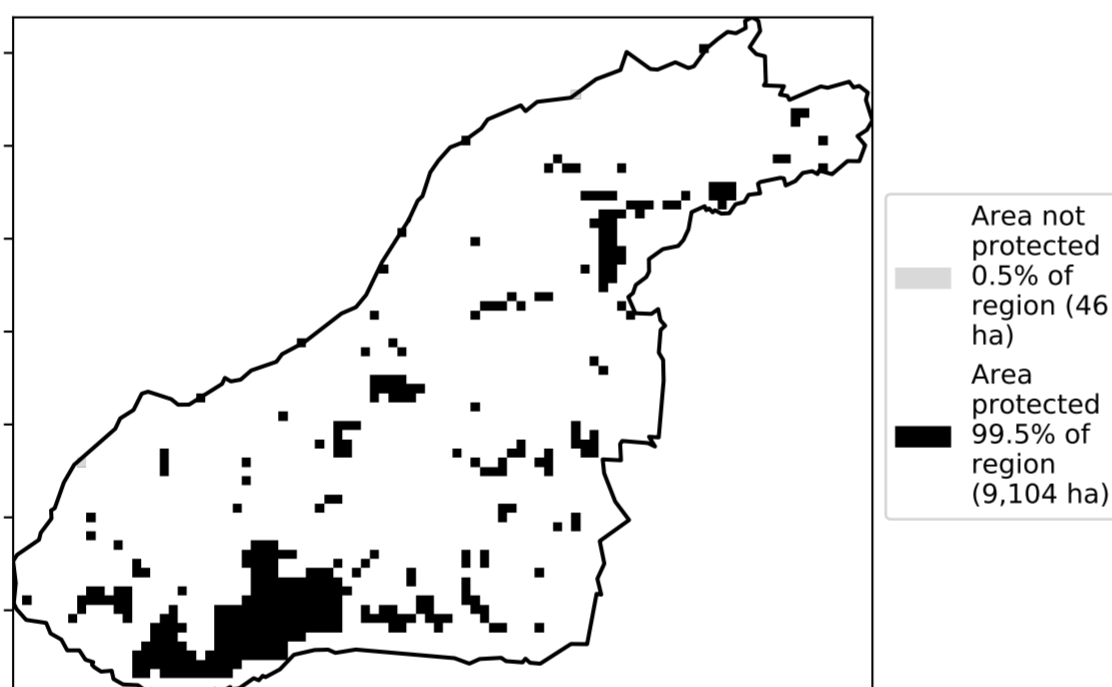 Area not
protected
0.5% of
region (46
ha)
Area
protected
99.5% of
region
(9,104 ha)